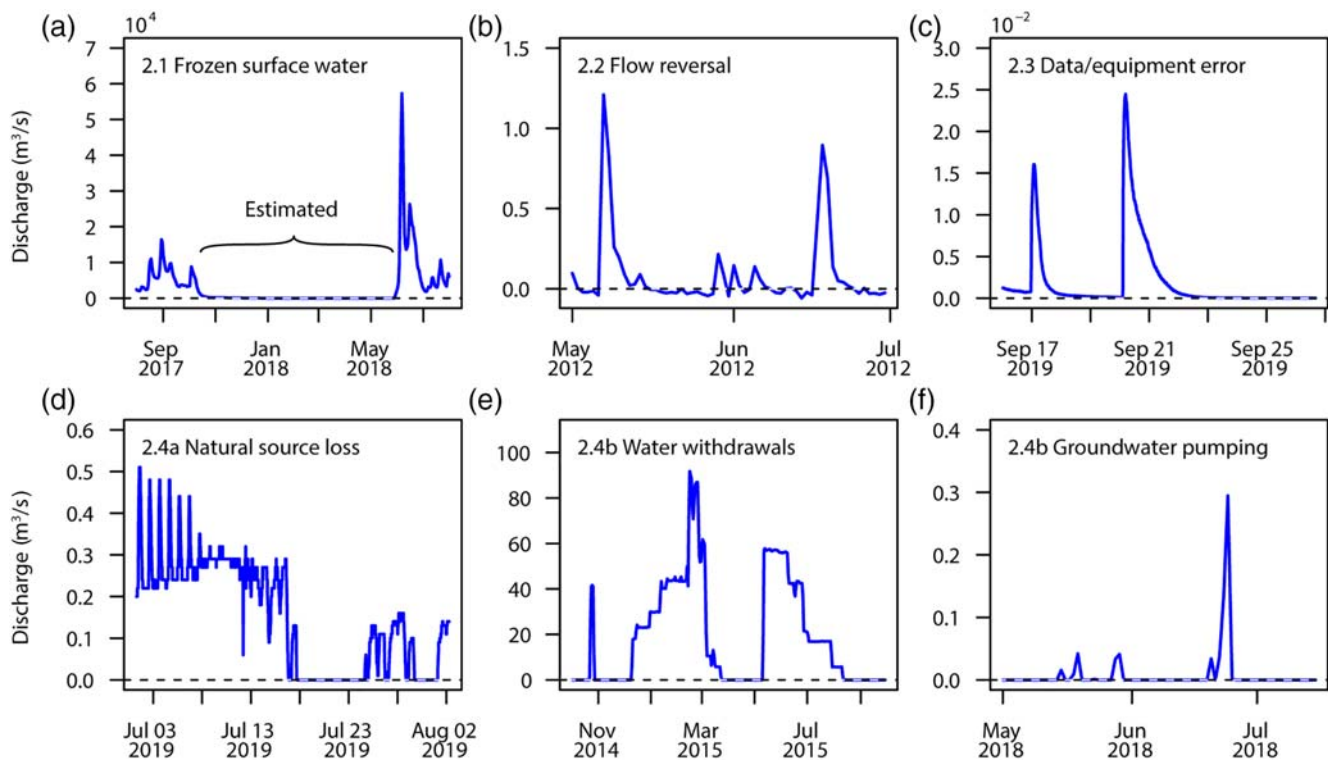 (a)
10⁴
2.1 Frozen surface water
7
6
5
4
3
2
1
0
Discharge (m³/s)
Estimated
Sep
2017
Jan
2018
May
2018
(b)
2.2 Flow reversal
1.5
1.0
0.5
0.0
May
2012
Jun
2012
Jul
2012
(c)
10⁻²
2.3 Data/equipment error
3.0
2.5
2.0
1.5
1.0
0.5
0.0
Sep 17
2019
Sep 21
2019
Sep 25
2019
(d)
2.4a Natural source loss
0.6
0.5
0.4
0.3
0.2
0.1
0.0
Discharge (m³/s)
Jul 03
2019
Jul 13
2019
Jul 23
2019
Aug 02
2019
(e)
2.4b Water withdrawals
100
80
60
40
20
0
Nov
2014
Mar
2015
Jul
2015
(f)
2.4b Groundwater pumping
0.4
0.3
0.2
0.1
0.0
May
2018
Jun
2018
Jul
2018